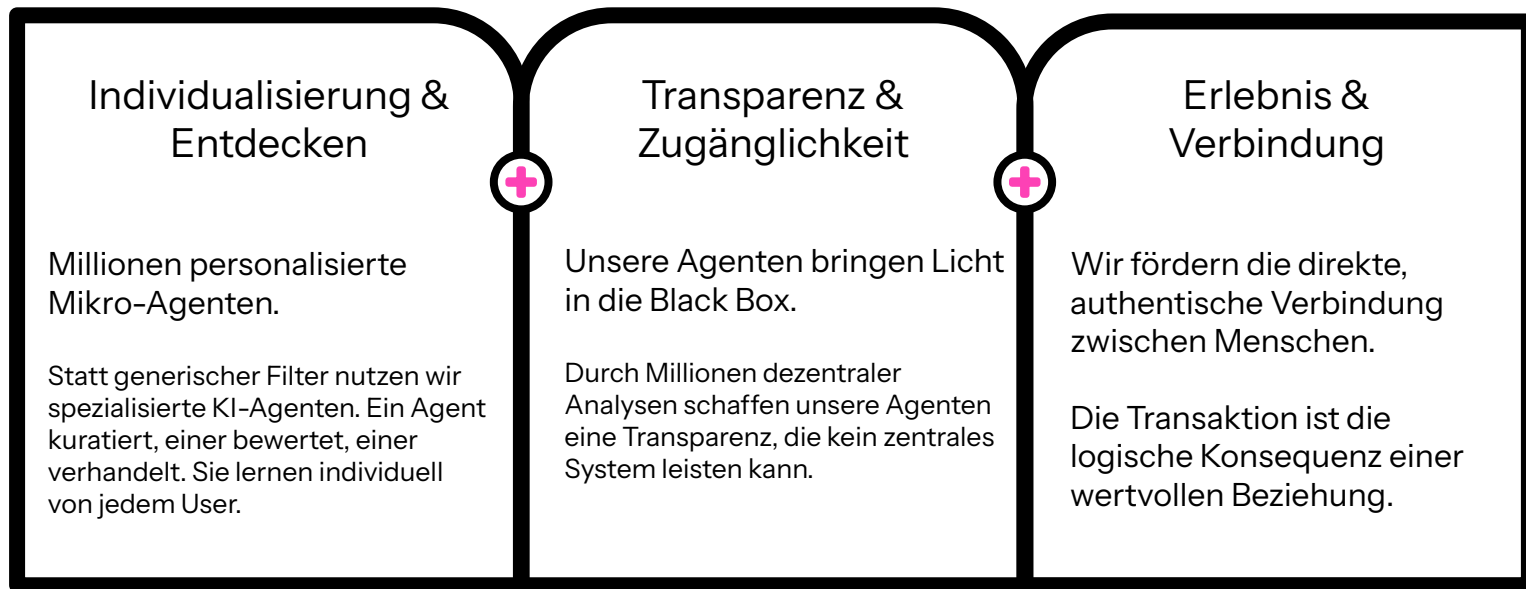 Individualisierung &
Entdecken
Millionen personalisierte
Mikro-Agenten.
Statt generischer Filter nutzen wir
spezialisierte KI-Agenten. Ein Agent
kuratiert, einer bewertet, einer
verhandelt. Sie lernen individuell
von jedem User.
Transparenz &
Zugänglichkeit
Unsere Agenten bringen Licht
in die Black Box.
Durch Millionen dezentraler
Analysen schaffen unsere Agenten
eine Transparenz, die kein zentrales
System leisten kann.
Erlebnis &
Verbindung
Wir fördern die direkte,
authentische Verbindung
zwischen Menschen.
Die Transaktion ist die
logische Konsequenz einer
wertvollen Beziehung.